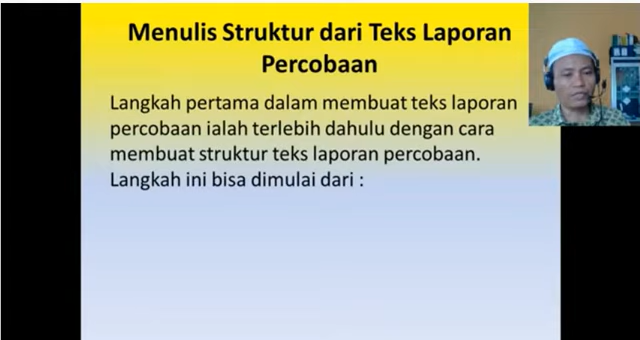 Menulis Struktur dari Teks Laporan
Percobaan
Langkah pertama dalam membuat teks laporan
percobaan ialah terlebih dahulu dengan cara
membuat struktur teks laporan percobaan.
Langkah ini bisa dimulai dari :